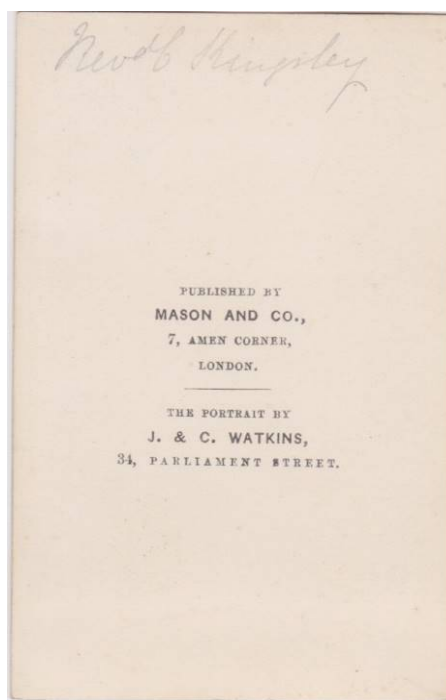 Revd C Kingsley
PUBLISHED BY
MASON AND CO.,
7, AMEN CORNER,
LONDON.
THE PORTRAIT BY
J. & C. WATKINS,
34, PARLIAMENT STREET.